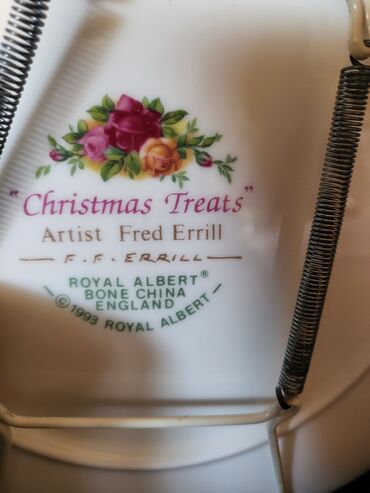 "Christmas Treats"
Artist Fred Errill
F. F. ERRILL
ROYAL ALBERT®
BONE CHINA
ENGLAND
© 1993 ROYAL ALBERT